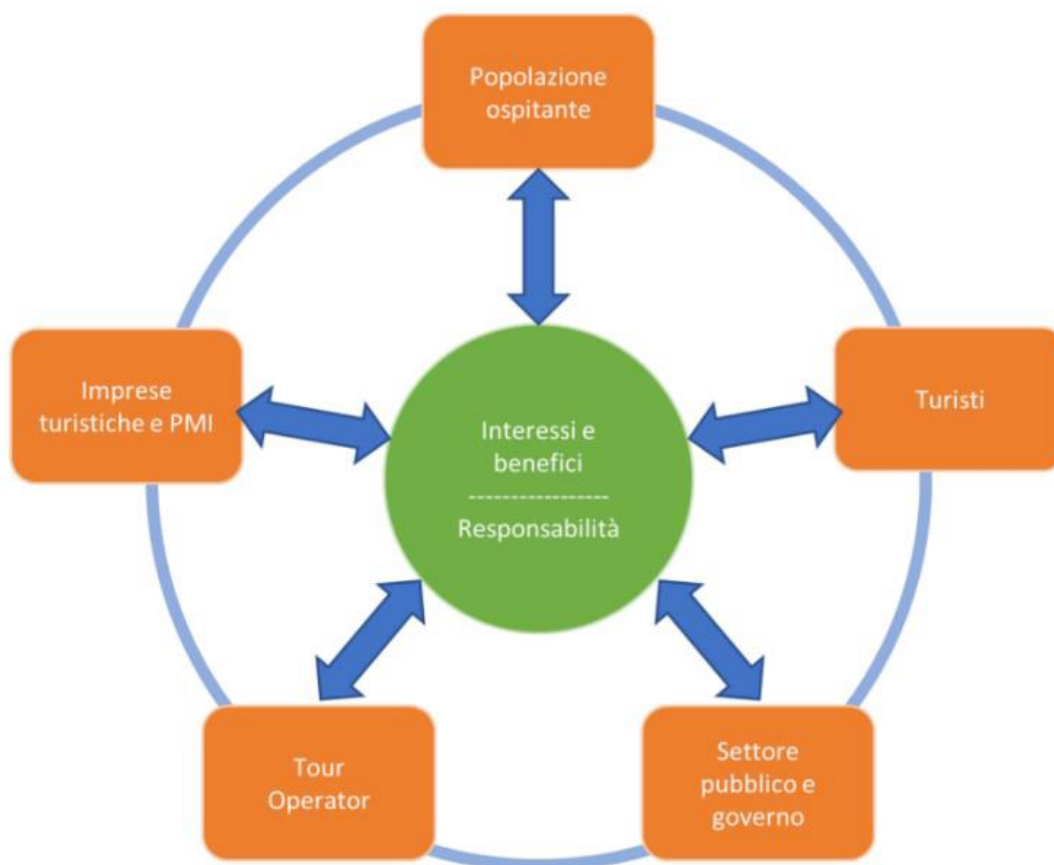 Popolazione
ospitante
Imprese
turistiche e PMI
Turisti
Interessi e
benefici
-----------------
Responsabilità
Tour
Operator
Settore
pubblico e
governo